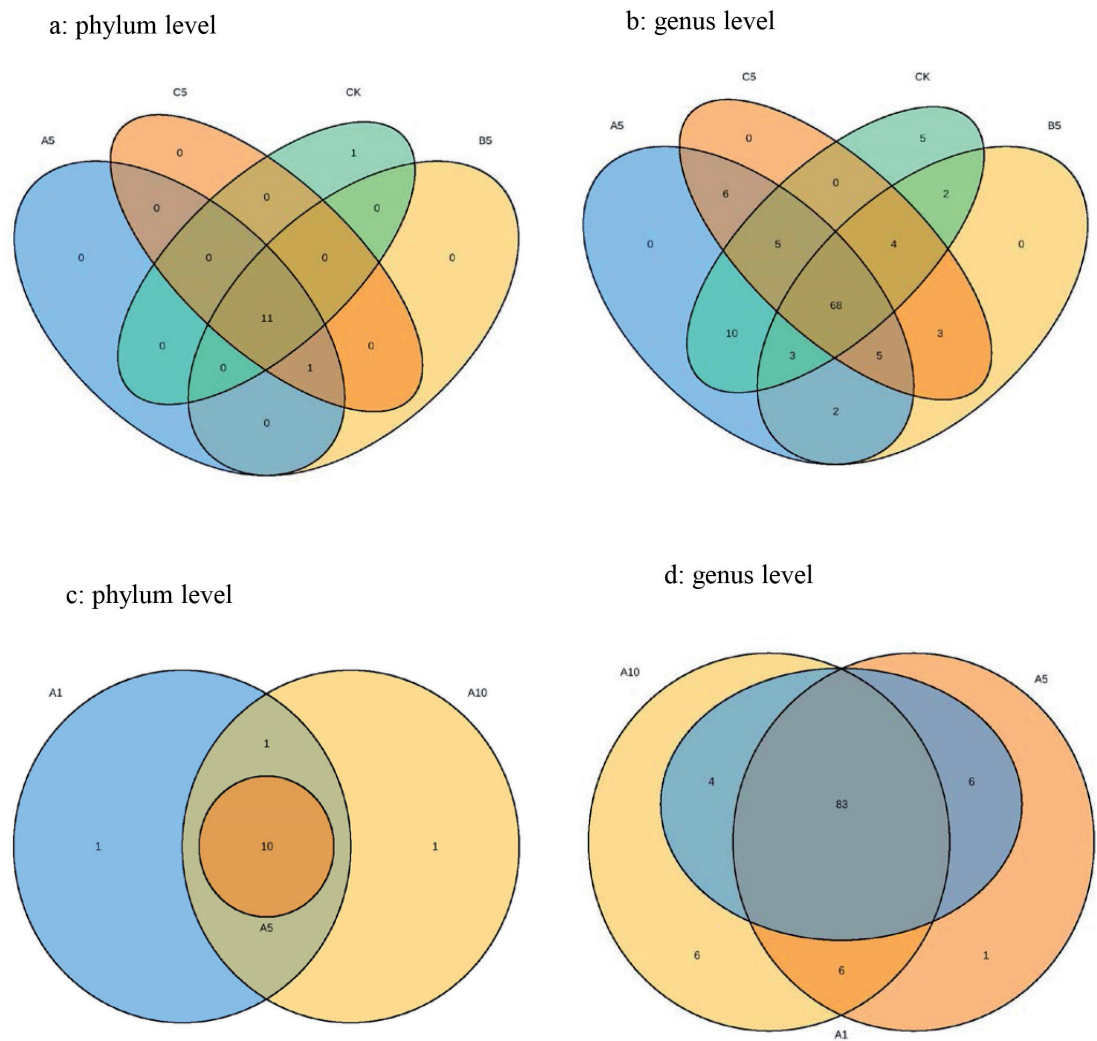 a: phylum level
b: genus level
C5 CK
A5 B5
0 1
0
0 0
0 0 0 0 0
11
0 0
0 1
0
C5 CK
A5 B5
0 5
0
6 2
0 5 4 0
68
10 3
3 5
2
c: phylum level
d: genus level
A1 A10
1
1 10 1
A5
A10 A5
4 6
83
6 1
6
A1